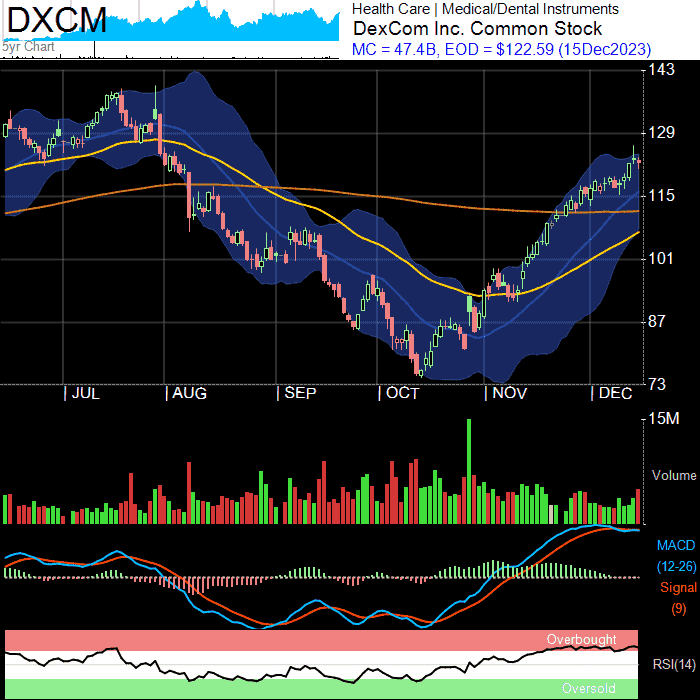 DXCM
5yr Chart
Health Care | Medical/Dental Instruments
DexCom Inc. Common Stock
MC = 47.4B, EOD = $122.59 (15Dec2023)
143
129
115
101
87
73
| JUL | AUG | SEP | OCT | NOV | DEC
15M
Volume
MACD
(12-26)
Signal
(9)
Overbought
RSI(14)
Oversold